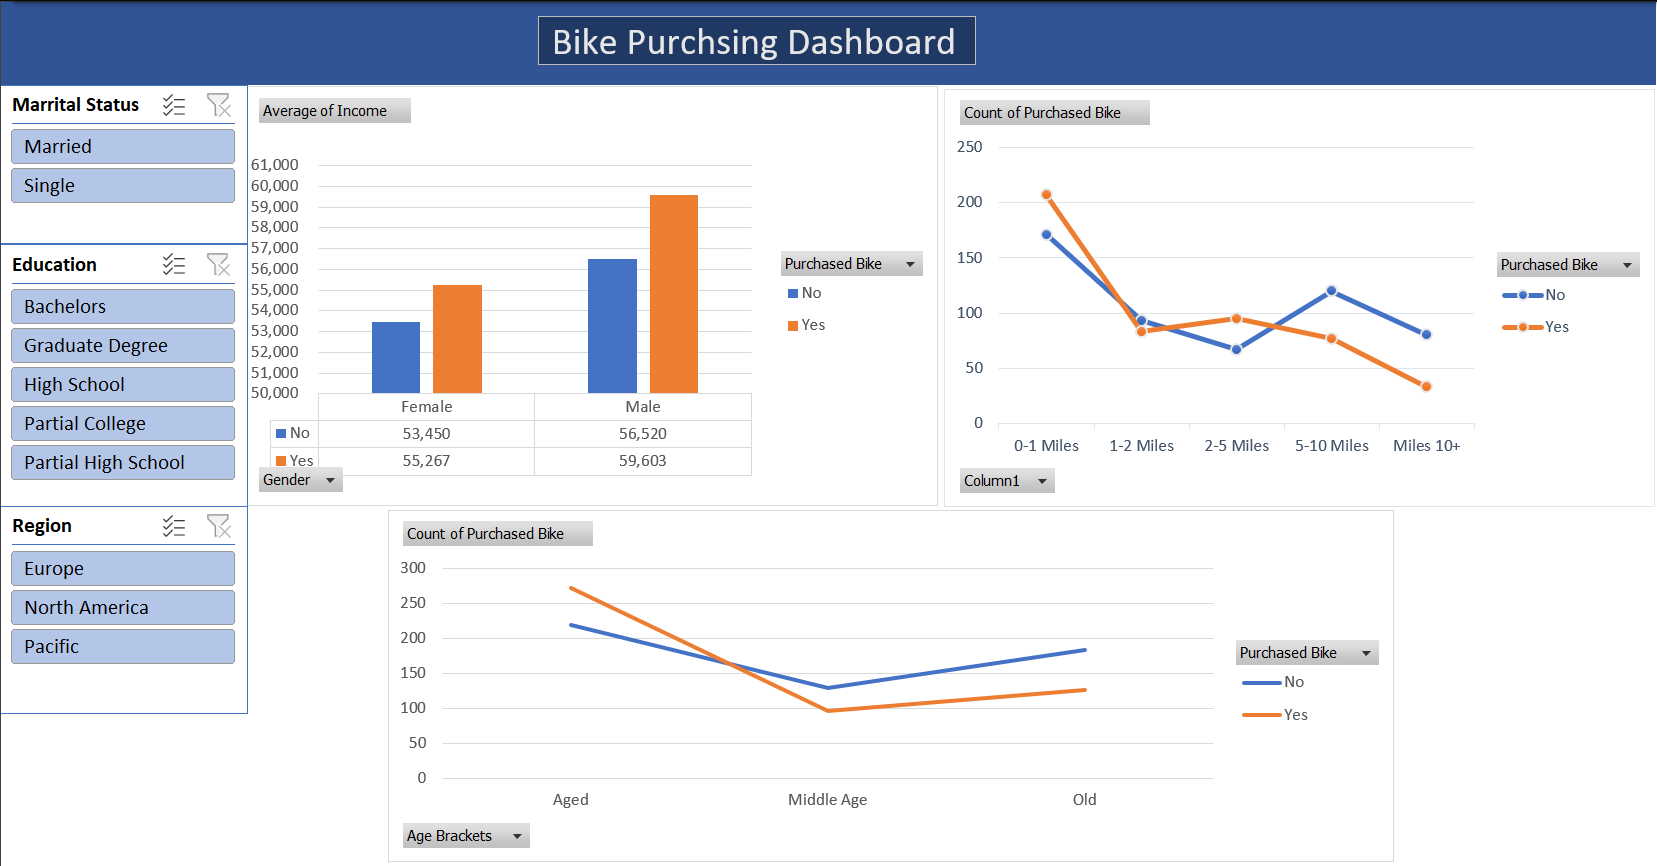 Bike Purchsing Dashboard
Marrital Status
Married
Single
Education
Bachelors
Graduate Degree
High School
Partial College
Partial High School
Region
Europe
North America
Pacific
Average of Income
61,000
60,000
59,000
58,000
57,000
56,000
55,000
54,000
53,000
52,000
51,000
50,000
Female Male
No 53,450 56,520
Yes 55,267 59,603
Gender
Purchased Bike
No
Yes
Count of Purchased Bike
250
200
150
100
50
0
0-1 Miles 1-2 Miles 2-5 Miles 5-10 Miles Miles 10+
Column1
Purchased Bike
No
Yes
Count of Purchased Bike
300
250
200
150
100
50
0
Aged Middle Age Old
Age Brackets
Purchased Bike
No
Yes